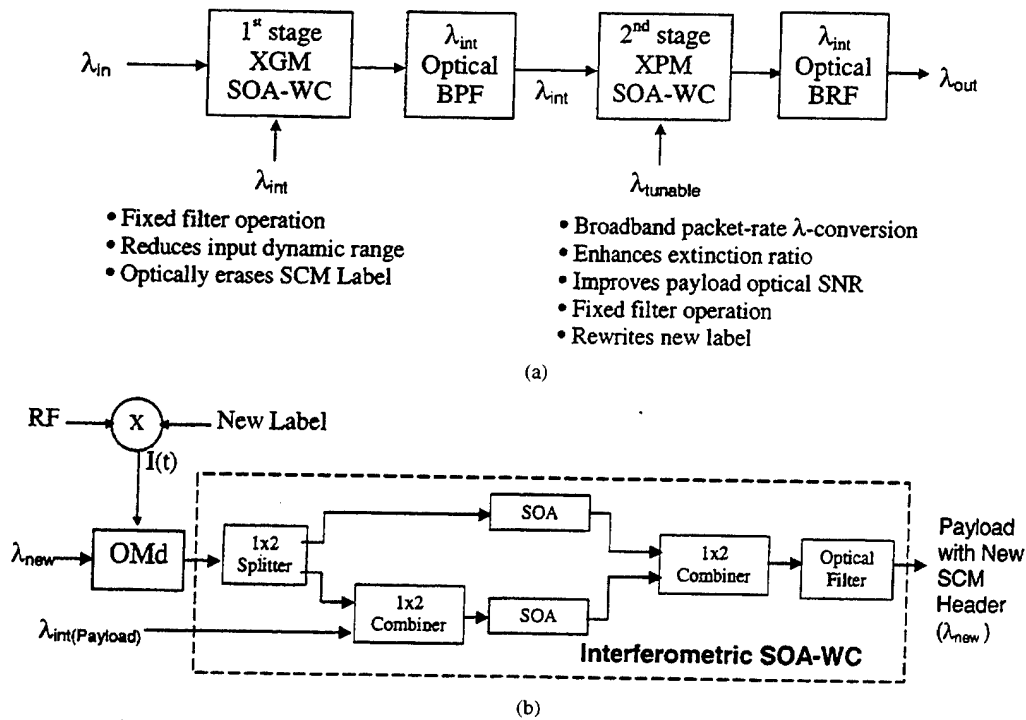 1st stage
XGM
SOA-WC
λint
Optical
BPF
2nd stage
XPM
SOA-WC
λint
Optical
BRF
λin
λint
λout
λint
λtunable
• Fixed filter operation
• Reduces input dynamic range
• Optically erases SCM Label
• Broadband packet-rate λ-conversion
• Enhances extinction ratio
• Improves payload optical SNR
• Fixed filter operation
• Rewrites new label
(a)
RF
X
New Label
I(t)
λnew
OMd
1x2
Splitter
SOA
1x2
Combiner
SOA
1x2
Combiner
Optical
Filter
Payload
with New
SCM
Header
(λnew)
λint(Payload)
Interferometric SOA-WC
(b)